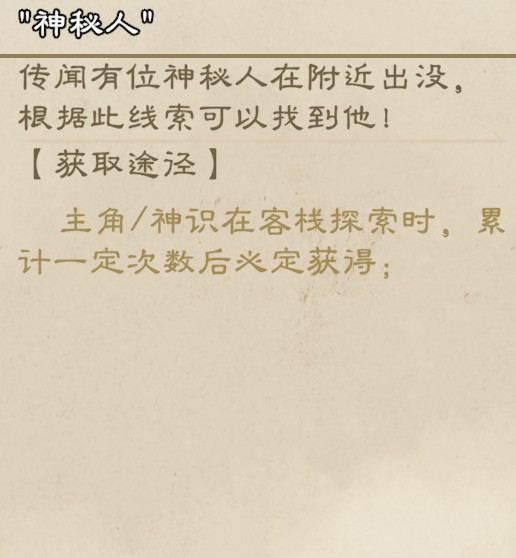 "神秘人"
传闻有位神秘人在附近出没，
根据此线索可以找到他！
【获取途径】
主角/神识在客栈探索时，累
计一定次数后必定获得；